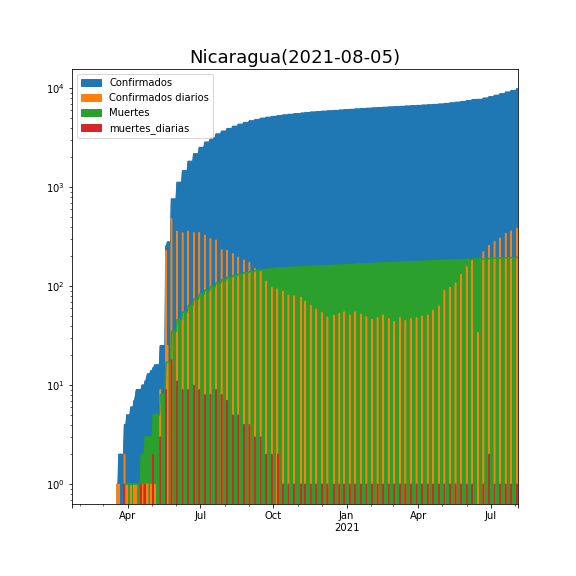 Nicaragua(2021-08-05)
Confirmados
Confirmados diarios
Muertes
muertes_diarias
10⁴
10³
10²
10¹
10⁰
Apr Jul Oct Jan Apr Jul
2021